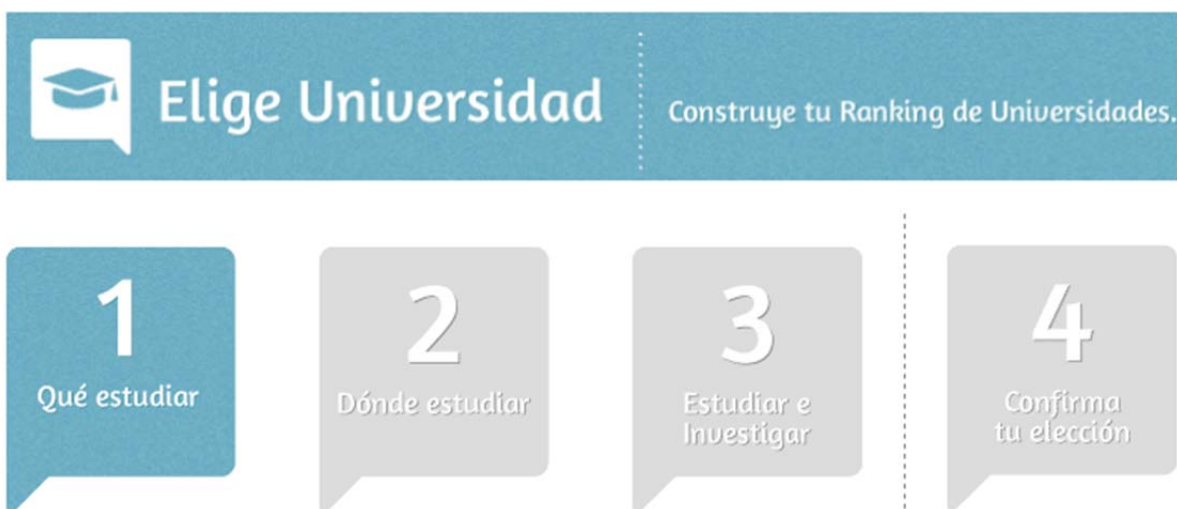 Elige Universidad
Construye tu Ranking de Universidades.
1
Qué estudiar
2
Dónde estudiar
3
Estudiar e
Investigar
4
Confirma
tu elección